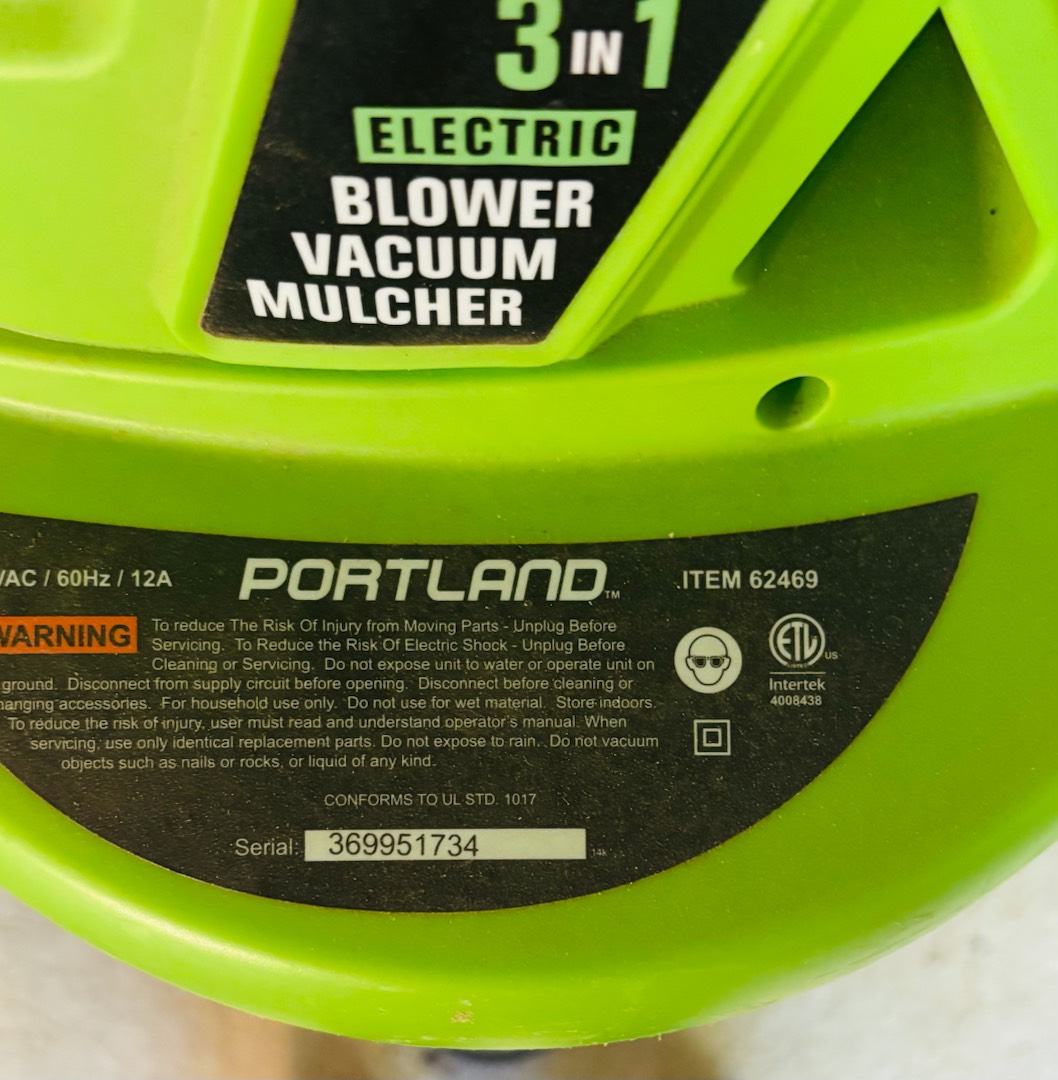 3 IN 1
ELECTRIC
BLOWER
VACUUM
MULCHER
VAC / 60Hz / 12A
PORTLAND™
ITEM 62469
WARNING
To reduce The Risk Of Injury from Moving Parts - Unplug Before
Servicing. To Reduce the Risk Of Electric Shock - Unplug Before
Cleaning or Servicing. Do not expose unit to water or operate unit on
ground. Disconnect from supply circuit before opening. Disconnect before cleaning or
hanging accessories. For household use only. Do not use for wet material. Store indoors.
To reduce the risk of injury, user must read and understand operator's manual. When
servicing, use only identical replacement parts. Do not expose to rain. Do not vacuum
objects such as nails or rocks, or liquid of any kind.
ETL
LISTED
US
Intertek
4008438
CONFORMS TO UL STD. 1017
Serial: 369951734
14k